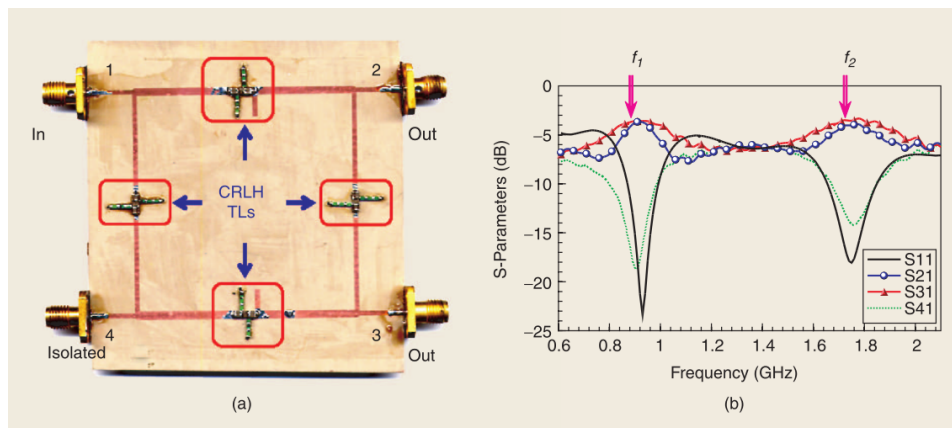 1
2
In
Out
CRLH
TLs
4
3
Isolated
Out
(a)
f1
f2
0
–5
–10
–15
–20
–25
S-Parameters (dB)
S11
S21
S31
S41
0.6
0.8
1
1.2
1.4
1.6
1.8
2
Frequency (GHz)
(b)